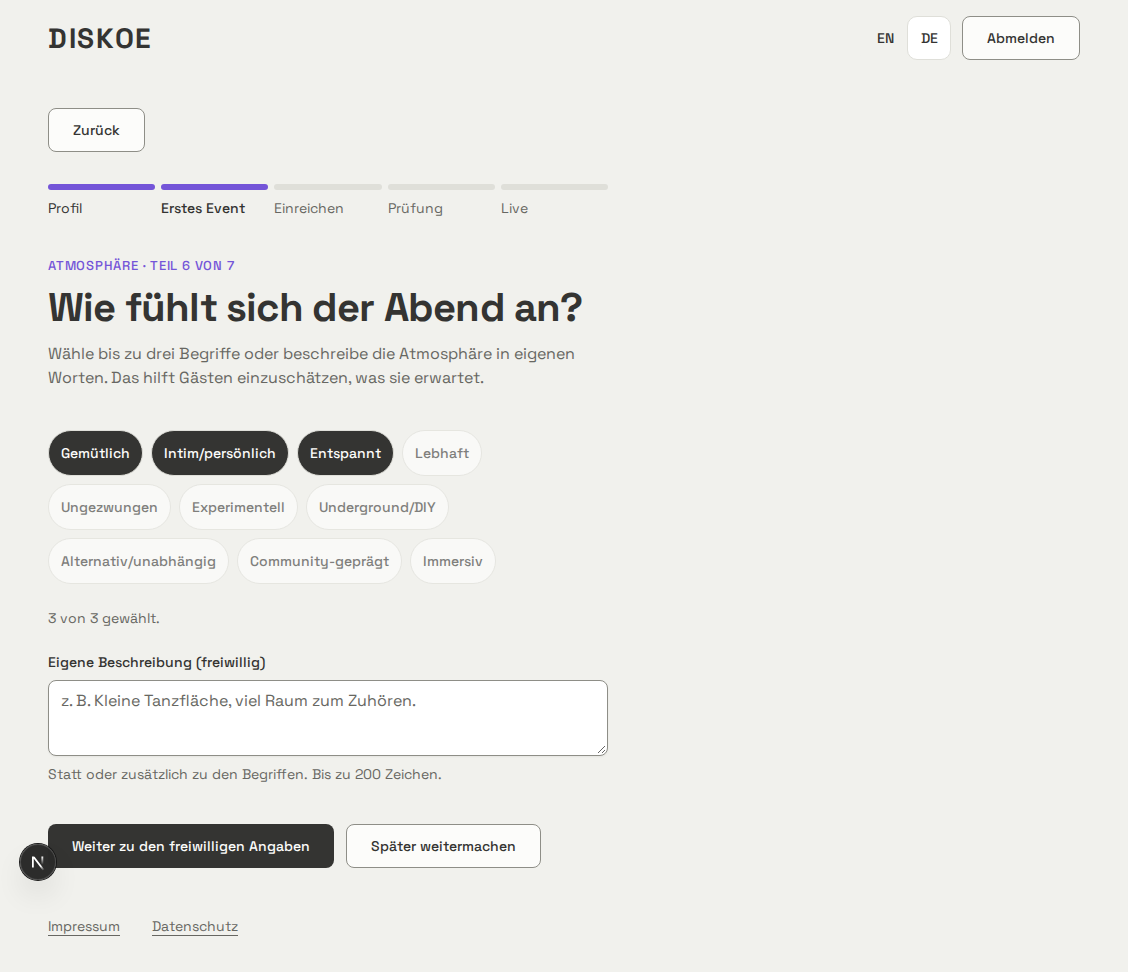 DISKOE
EN
DE
Abmelden
Zurück
Profil
Erstes Event
Einreichen
Prüfung
Live
ATMOSPHÄRE · TEIL 6 VON 7
Wie fühlt sich der Abend an?
Wähle bis zu drei Begriffe oder beschreibe die Atmosphäre in eigenen
Worten. Das hilft Gästen einzuschätzen, was sie erwartet.
Gemütlich
Intim/persönlich
Entspannt
Lebhaft
Ungezwungen
Experimentell
Underground/DIY
Alternativ/unabhängig
Community-geprägt
Immersiv
3 von 3 gewählt.
Eigene Beschreibung (freiwillig)
z. B. Kleine Tanzfläche, viel Raum zum Zuhören.
Statt oder zusätzlich zu den Begriffen. Bis zu 200 Zeichen.
Weiter zu den freiwilligen Angaben
Später weitermachen
N
Impressum
Datenschutz